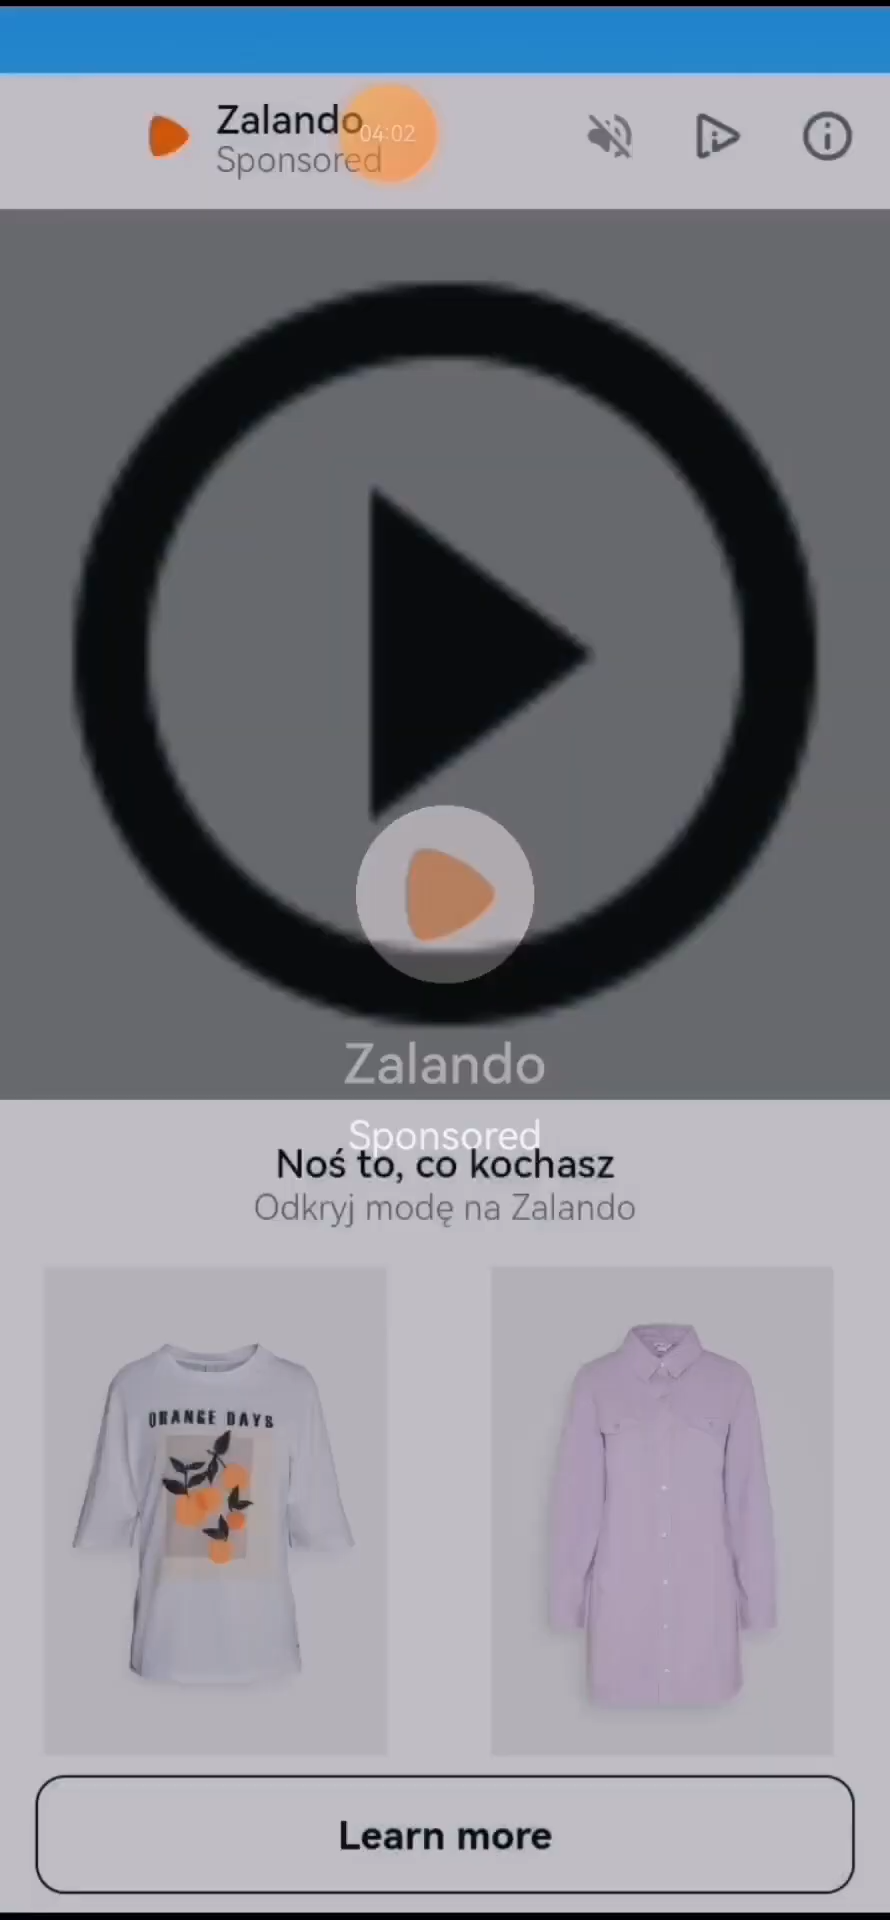 Zalando
04:02
Sponsored
Zalando
Sponsored
Noś to, co kochasz
Odkryj modę na Zalando
ORANGE DAYS
Learn more